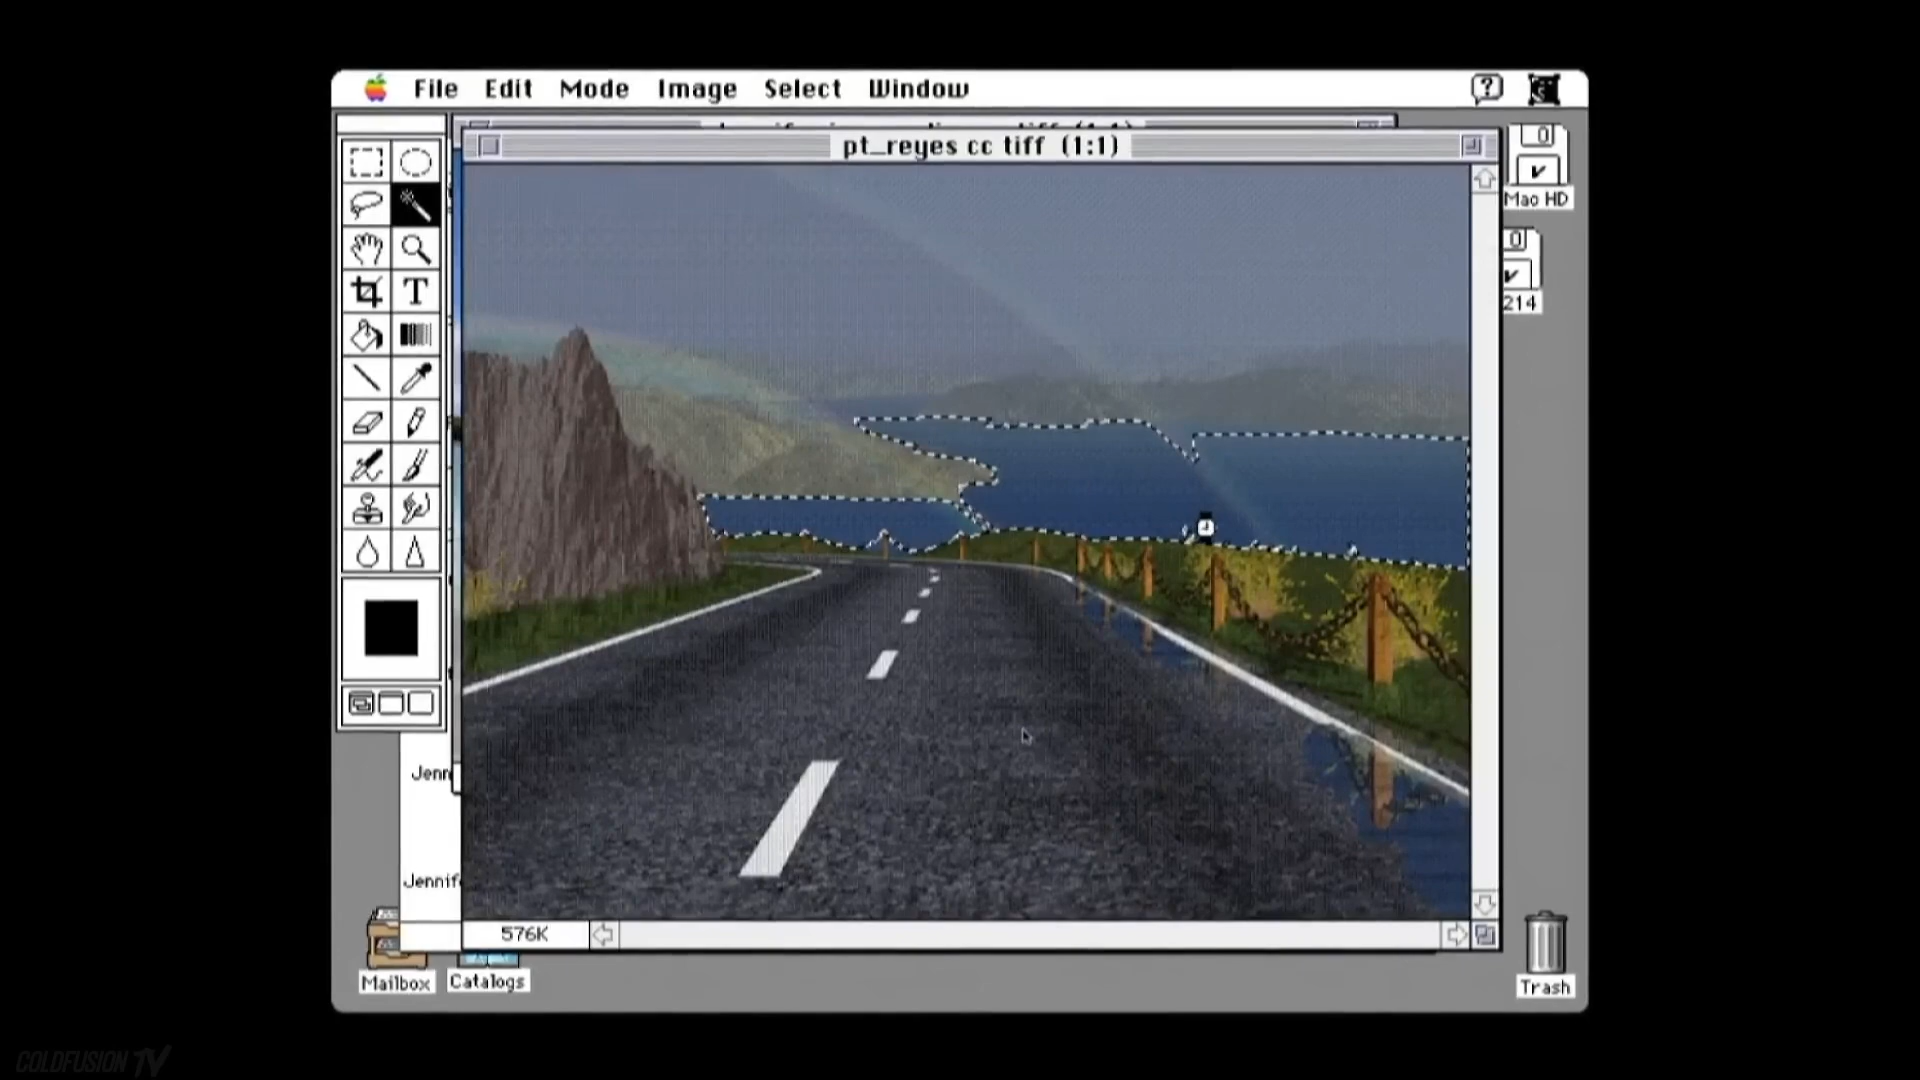 File Edit Mode Image Select Window
pt_reyes cc tiff (1:1)
T
Mac HD
214
Jenn
Jennif
576K
Mailbox
Catalogs
Trash
COLDFUSION TV